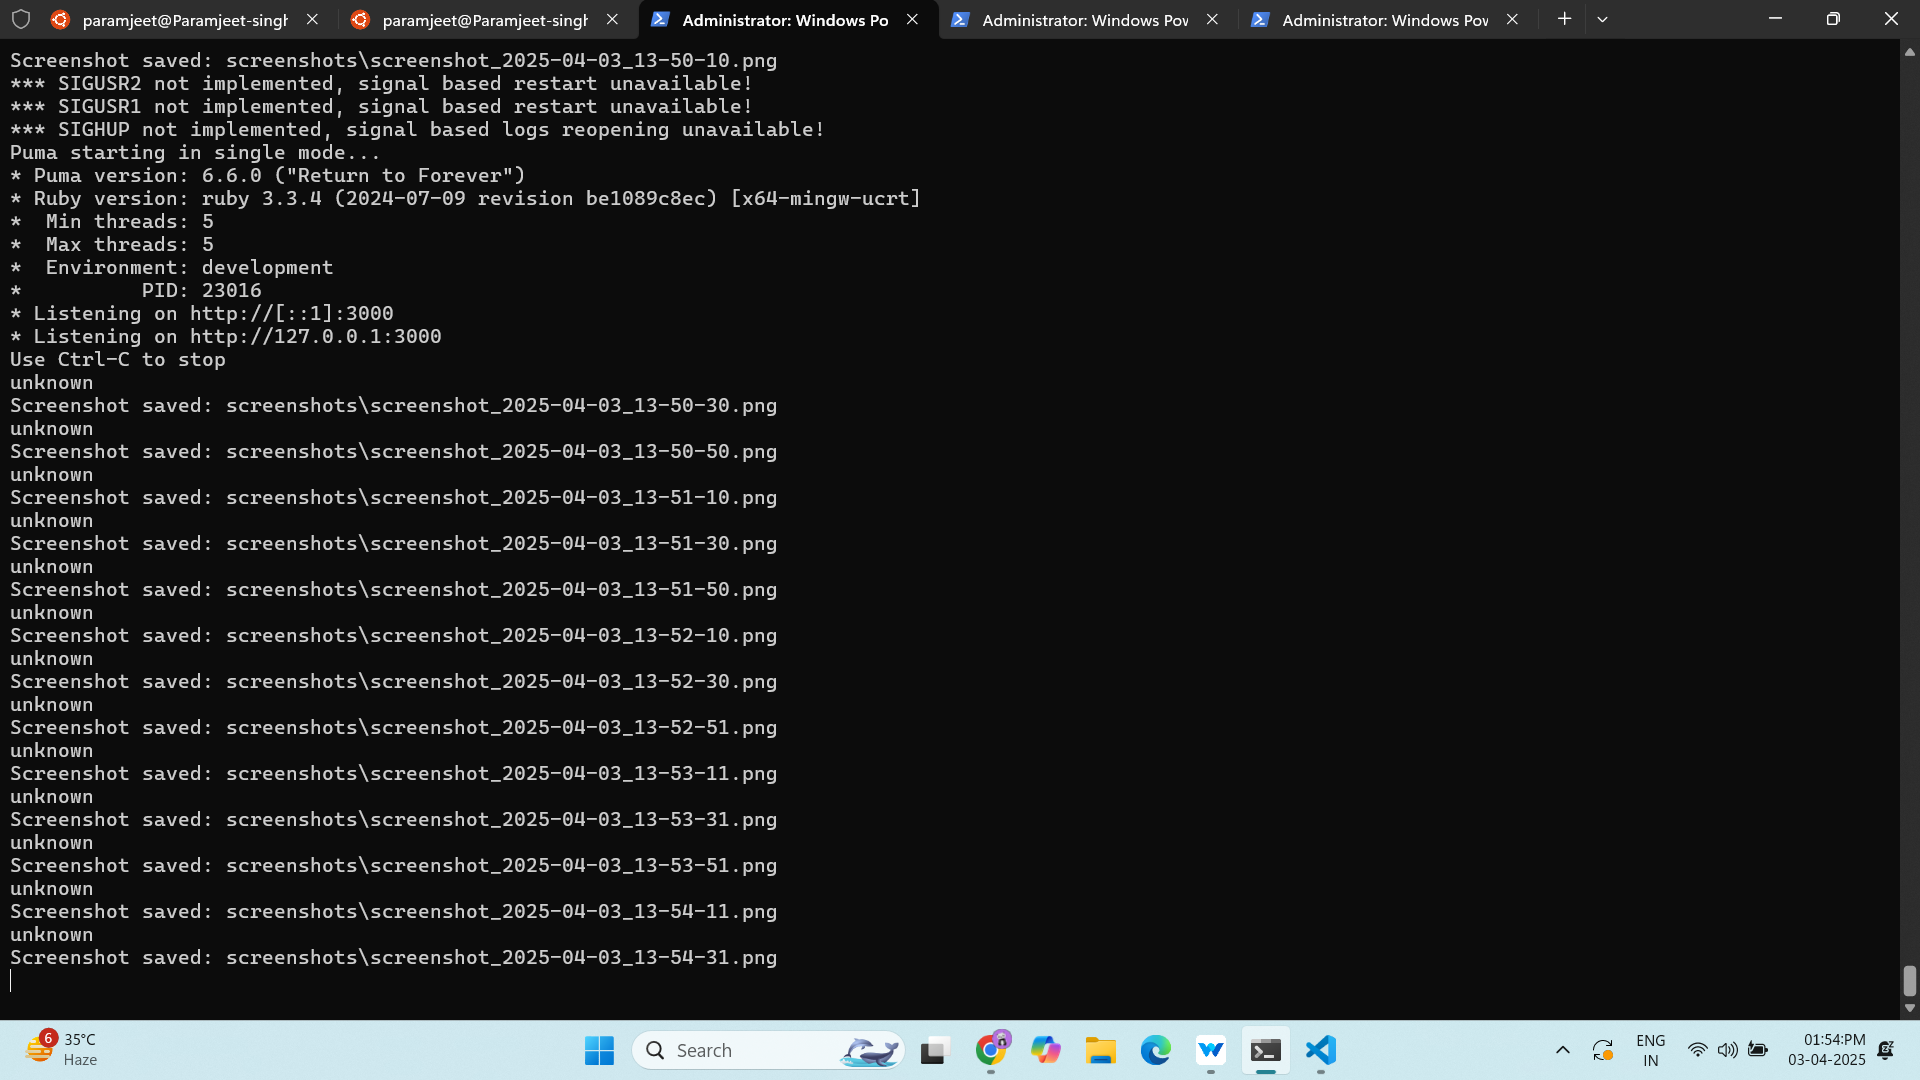 paramjeet@Paramjeet-singh
paramjeet@Paramjeet-singh
Administrator: Windows Po
Administrator: Windows Pow
Administrator: Windows Pow
Screenshot saved: screenshots\screenshot_2025-04-03_13-50-10.png
*** SIGUSR2 not implemented, signal based restart unavailable!
*** SIGUSR1 not implemented, signal based restart unavailable!
*** SIGHUP not implemented, signal based logs reopening unavailable!
Puma starting in single mode...
* Puma version: 6.6.0 ("Return to Forever")
* Ruby version: ruby 3.3.4 (2024-07-09 revision be1089c8ec) [x64-mingw-ucrt]
*  Min threads: 5
*  Max threads: 5
*  Environment: development
*          PID: 23016
* Listening on http://[::1]:3000
* Listening on http://127.0.0.1:3000
Use Ctrl-C to stop
unknown
Screenshot saved: screenshots\screenshot_2025-04-03_13-50-30.png
unknown
Screenshot saved: screenshots\screenshot_2025-04-03_13-50-50.png
unknown
Screenshot saved: screenshots\screenshot_2025-04-03_13-51-10.png
unknown
Screenshot saved: screenshots\screenshot_2025-04-03_13-51-30.png
unknown
Screenshot saved: screenshots\screenshot_2025-04-03_13-51-50.png
unknown
Screenshot saved: screenshots\screenshot_2025-04-03_13-52-10.png
unknown
Screenshot saved: screenshots\screenshot_2025-04-03_13-52-30.png
unknown
Screenshot saved: screenshots\screenshot_2025-04-03_13-52-51.png
unknown
Screenshot saved: screenshots\screenshot_2025-04-03_13-53-11.png
unknown
Screenshot saved: screenshots\screenshot_2025-04-03_13-53-31.png
unknown
Screenshot saved: screenshots\screenshot_2025-04-03_13-53-51.png
unknown
Screenshot saved: screenshots\screenshot_2025-04-03_13-54-11.png
unknown
Screenshot saved: screenshots\screenshot_2025-04-03_13-54-31.png
6
35°C
Haze
Search
ENG
IN
01:54:PM
03-04-2025